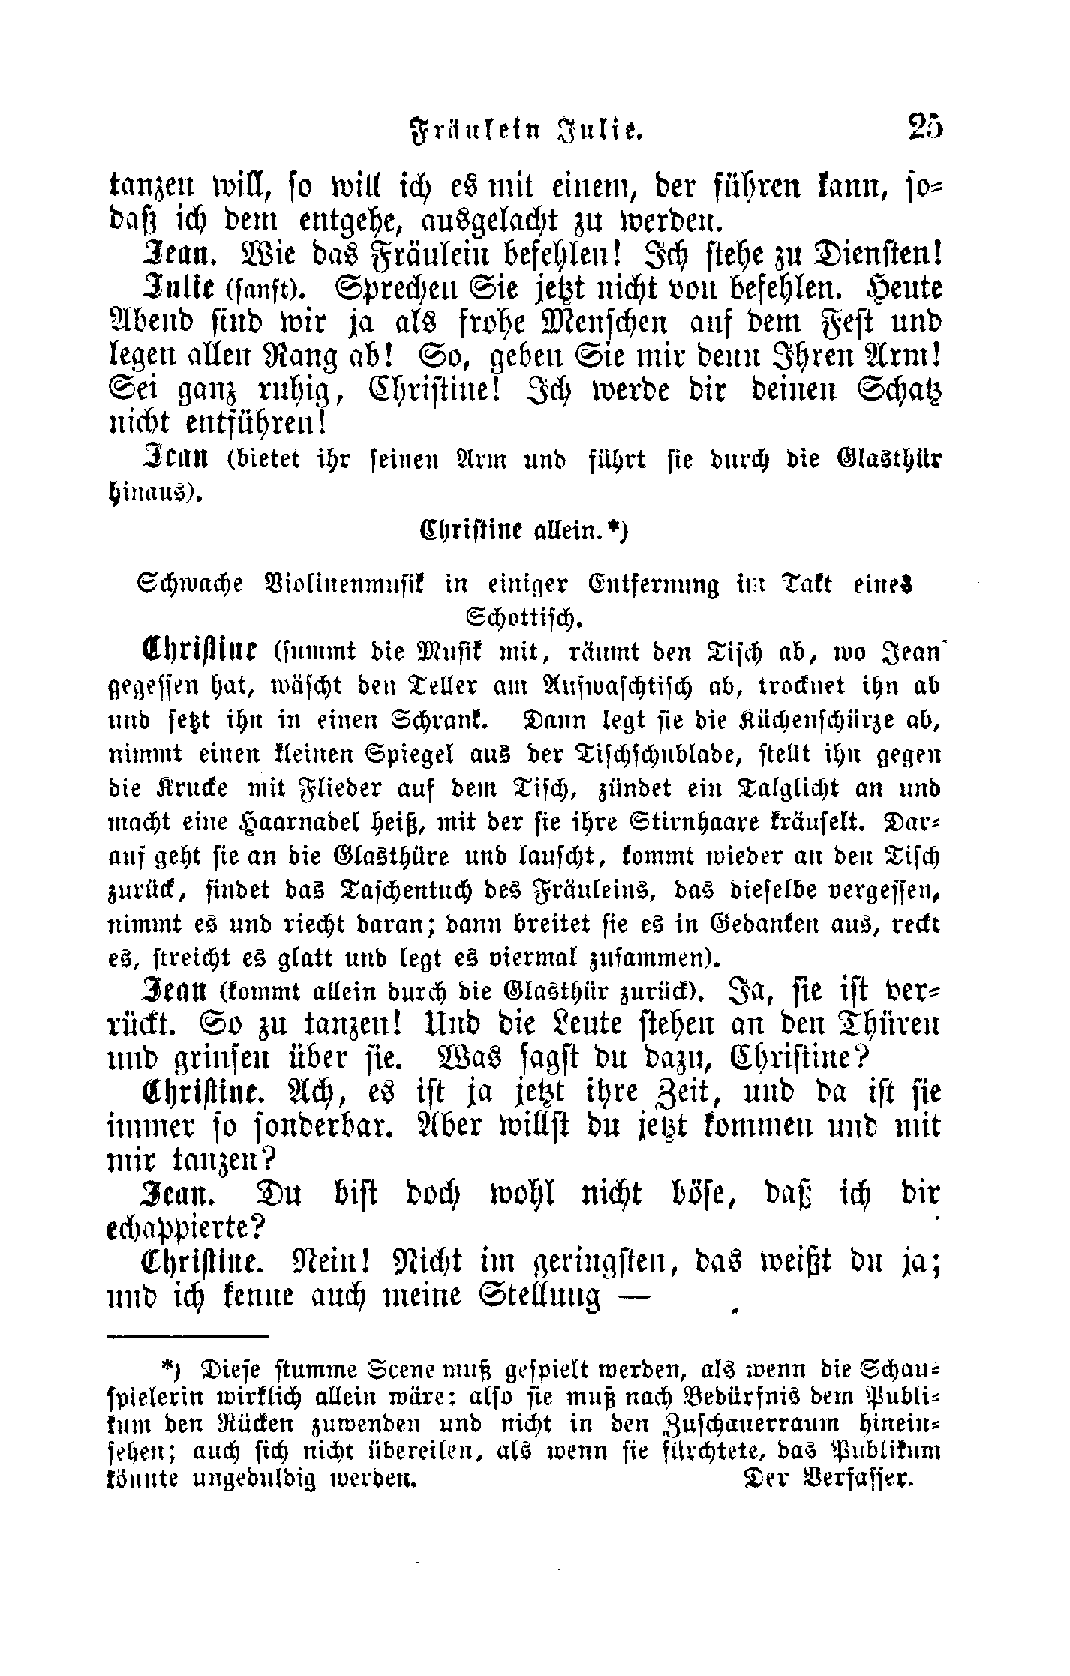 Fräulein Julie. 25
tanzen will, so will ich es mit einem, der führen kann, so-
daß ich dem entgehe, ausgelacht zu werden.
Jean. Wie das Fräulein befehlen! Ich stehe zu Diensten!
Julie (sanft). Sprechen Sie jetzt nicht von befehlen. Heute
Abend sind wir ja als frohe Menschen auf dem Fest und
legen allen Rang ab! So, geben Sie mir denn Ihren Arm!
Sei ganz ruhig, Christine! Ich werde dir deinen Schatz
nicht entführen!
Jean (bietet ihr seinen Arm und führt sie durch die Glasthür
hinaus).
Christine allein.*)
Schwache Violinenmusik in einiger Entfernung im Takt eines
Schottisch.
Christine (summt die Musik mit, räumt den Tisch ab, wo Jean
gegessen hat, wäscht den Teller am Aufwaschtisch ab, trocknet ihn ab
und setzt ihn in einen Schrank. Dann legt sie die Küchenschürze ab,
nimmt einen kleinen Spiegel aus der Tischschublade, stellt ihn gegen
die Krucke mit Flieder auf dem Tisch, zündet ein Talglicht an und
macht eine Haarnadel heiß, mit der sie ihre Stirnhaare kräuselt. Dar-
auf geht sie an die Glasthüre und lauscht, kommt wieder an den Tisch
zurück, findet das Taschentuch des Fräuleins, das dieselbe vergessen,
nimmt es und riecht daran; dann breitet sie es in Gedanken aus, reckt
es, streicht es glatt und legt es viermal zusammen).
Jean (kommt allein durch die Glasthür zurück). Ja, sie ist ver-
rückt. So zu tanzen! Und die Leute stehen an den Thüren
und grinsen über sie. Was sagst du dazu, Christine?
Christine. Ach, es ist ja jetzt ihre Zeit, und da ist sie
immer so sonderbar. Aber willst du jetzt kommen und mit
mir tanzen?
Jean. Du bist doch wohl nicht böse, daß ich dir
echappierte?
Christine. Nein! Nicht im geringsten, das weißt du ja;
und ich kenne auch meine Stellung —
*) Diese stumme Scene muß gespielt werden, als wenn die Schau-
spielerin wirklich allein wäre: also sie muß nach Bedürfnis dem Publi-
kum den Rücken zuwenden und nicht in den Zuschauerraum hinein-
sehen; auch sich nicht übereilen, als wenn sie fürchtete, das Publikum
könnte ungeduldig werden. Der Verfasser.